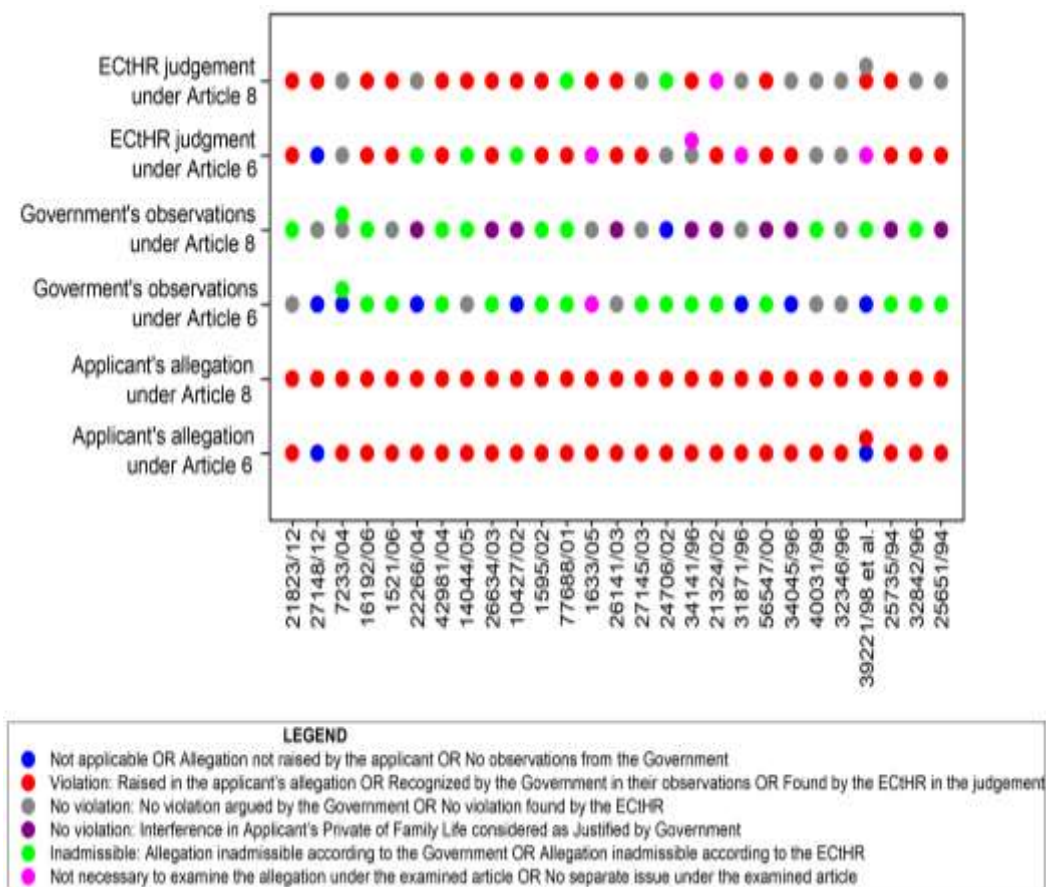 ECtHR judgement
under Article 8
ECtHR judgment
under Article 6
Government's observations
under Article 8
Goverment's observations
under Article 6
Applicant's allegation
under Article 8
Applicant's allegation
under Article 6
21823/12
27148/12
7233/04
16192/06
1521/06
22266/04
42981/04
14044/05
26634/03
10427/02
1595/02
77688/01
1633/05
26141/03
27145/03
24706/02
34141/96
21324/02
31871/96
56547/00
34045/96
40031/98
32346/96
39221/98 et al.
25735/94
32842/96
25651/94
LEGEND
Not applicable OR Allegation not raised by the applicant OR No observations from the Government
Violation: Raised in the applicant's allegation OR Recognized by the Government in their observations OR Found by the ECtHR in the judgement
No violation: No violation argued by the Government OR No violation found by the ECtHR
No violation: Interference in Applicant's Private of Family Life considered as Justified by Government
Inadmissible: Allegation inadmissible according to the Government OR Allegation inadmissible according to the ECtHR
Not necessary to examine the allegation under the examined article OR No separate issue under the examined article